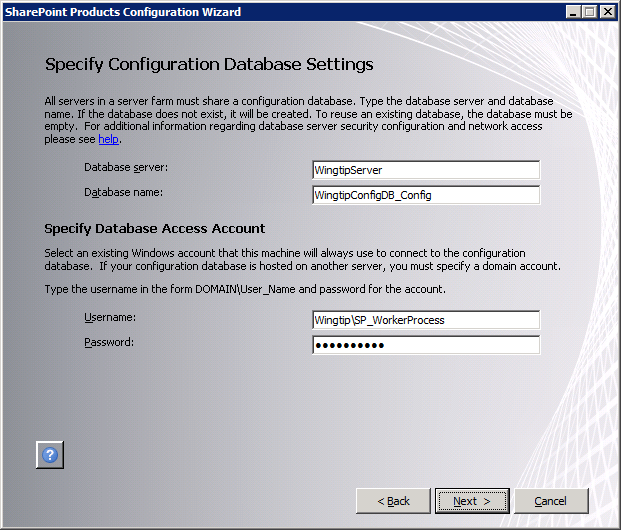 SharePoint Products Configuration Wizard
Specify Configuration Database Settings
All servers in a server farm must share a configuration database. Type the database server and database
name. If the database does not exist, it will be created. To reuse an existing database, the database must be
empty.  For additional information regarding database server security configuration and network access
please see help.
Database server:
WingtipServer
Database name:
WingtipConfigDB_Config
Specify Database Access Account
Select an existing Windows account that this machine will always use to connect to the configuration
database.  If your configuration database is hosted on another server, you must specify a domain account.
Type the username in the form DOMAIN\User_Name and password for the account.
Username:
Wingtip\SP_WorkerProcess
Password:
●●●●●●●●●●
?
< Back Next > Cancel